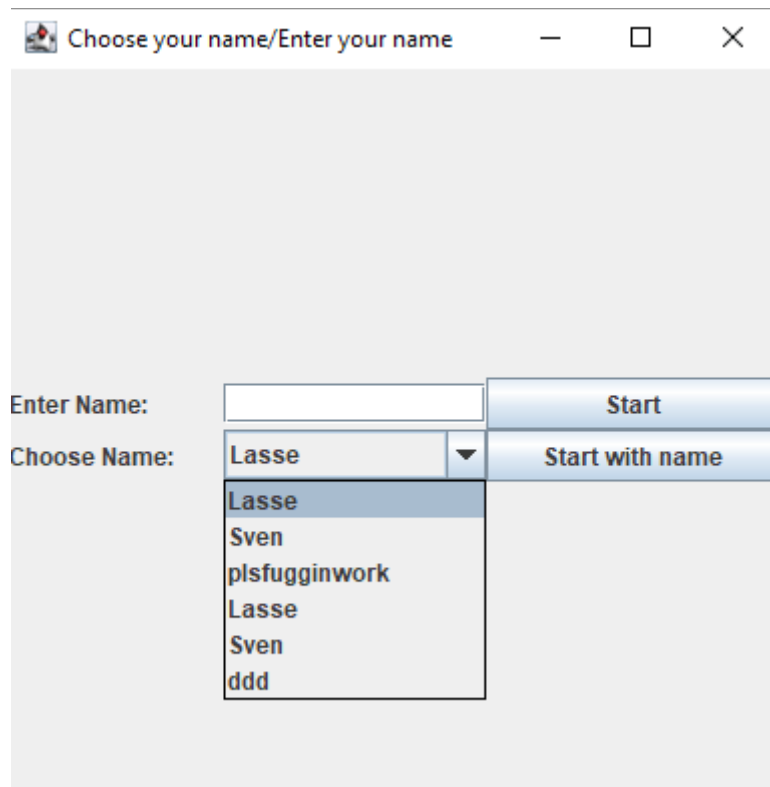 Choose your name/Enter your name
Enter Name:
Start
Choose Name:
Lasse
Start with name
Lasse
Sven
plsfugginwork
Lasse
Sven
ddd